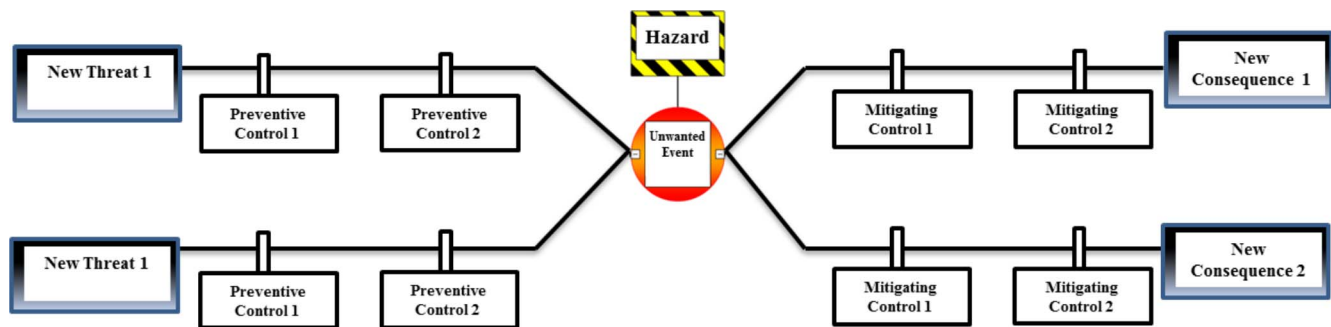 Hazard
New Threat 1
New
Consequence 1
Preventive
Control 1
Preventive
Control 2
Unwanted
Event
Mitigating
Control 1
Mitigating
Control 2
New Threat 1
New
Consequence 2
Preventive
Control 1
Preventive
Control 2
Mitigating
Control 1
Mitigating
Control 2